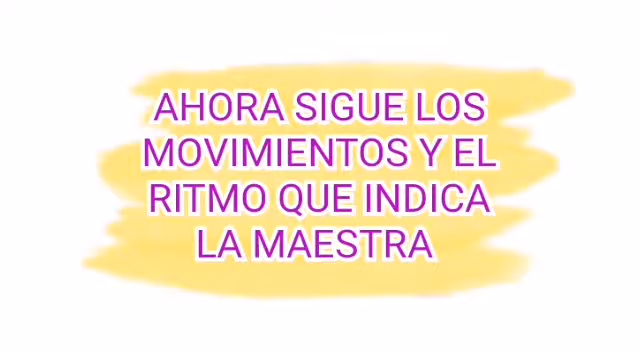 AHORA SIGUE LOS
MOVIMIENTOS Y EL
RITMO QUE INDICA
LA MAESTRA